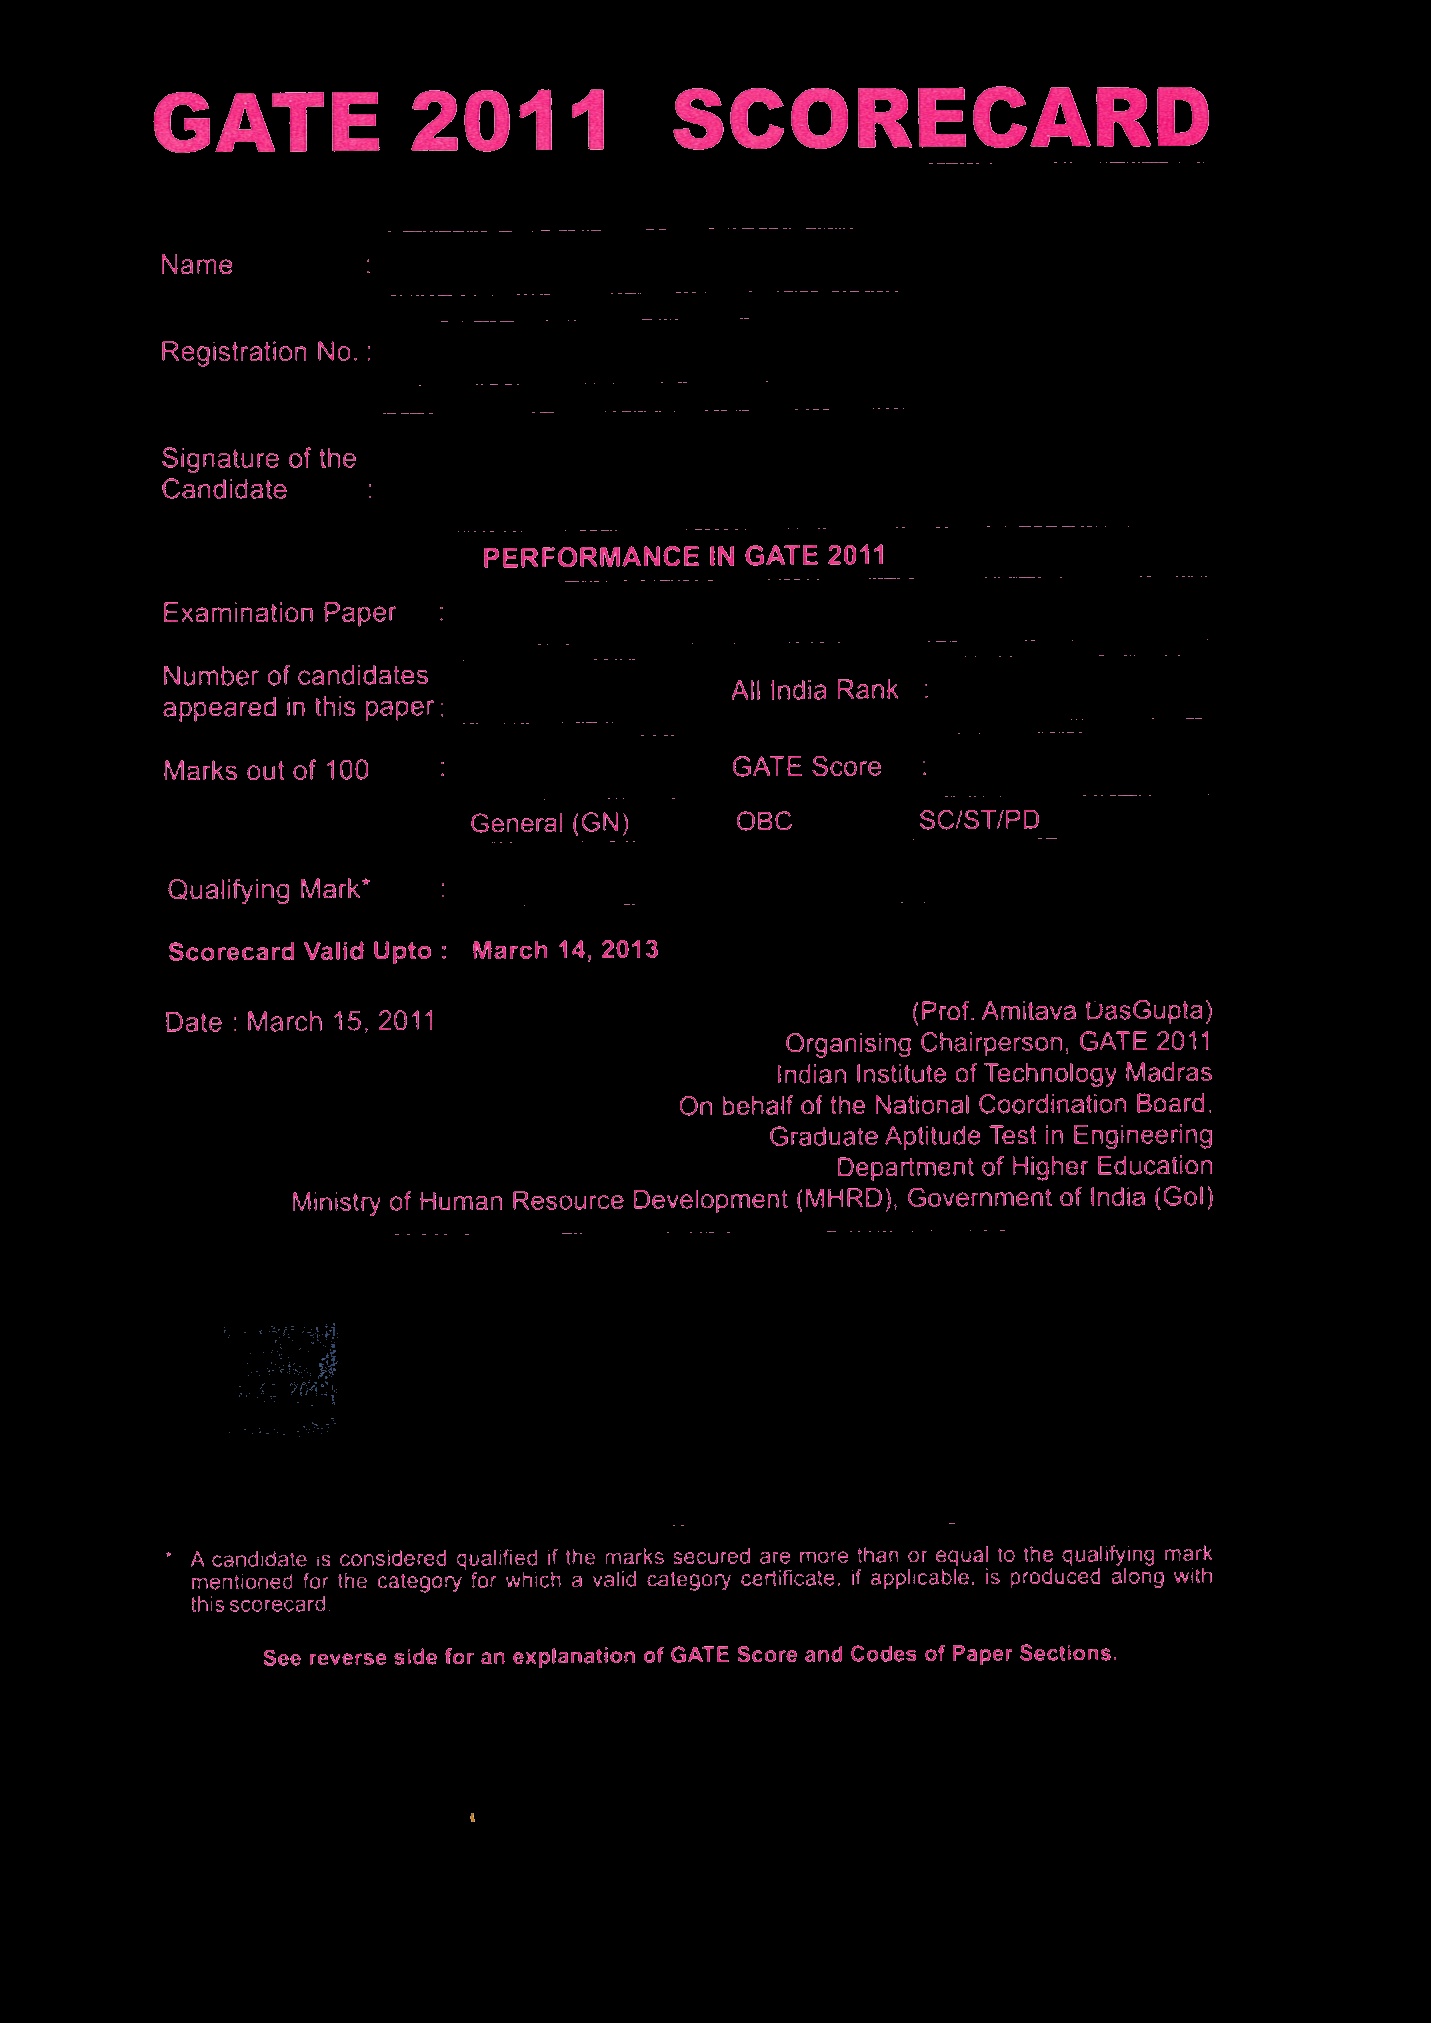 GATE 2011 SCORECARD
Name :
Registration No. :
Signature of the
Candidate :
PERFORMANCE IN GATE 2011
Examination Paper :
Number of candidates
appeared in this paper :
All India Rank :
Marks out of 100 :
GATE Score :
General (GN) OBC SC/ST/PD
Qualifying Mark* :
Scorecard Valid Upto : March 14, 2013
Date : March 15, 2011
(Prof. Amitava DasGupta)
Organising Chairperson, GATE 2011
Indian Institute of Technology Madras
On behalf of the National Coordination Board,
Graduate Aptitude Test in Engineering
Department of Higher Education
Ministry of Human Resource Development (MHRD), Government of India (GoI)
* A candidate is considered qualified if the marks secured are more than or equal to the qualifying mark
mentioned for the category for which a valid category certificate, if applicable, is produced along with
this scorecard.
See reverse side for an explanation of GATE Score and Codes of Paper Sections.